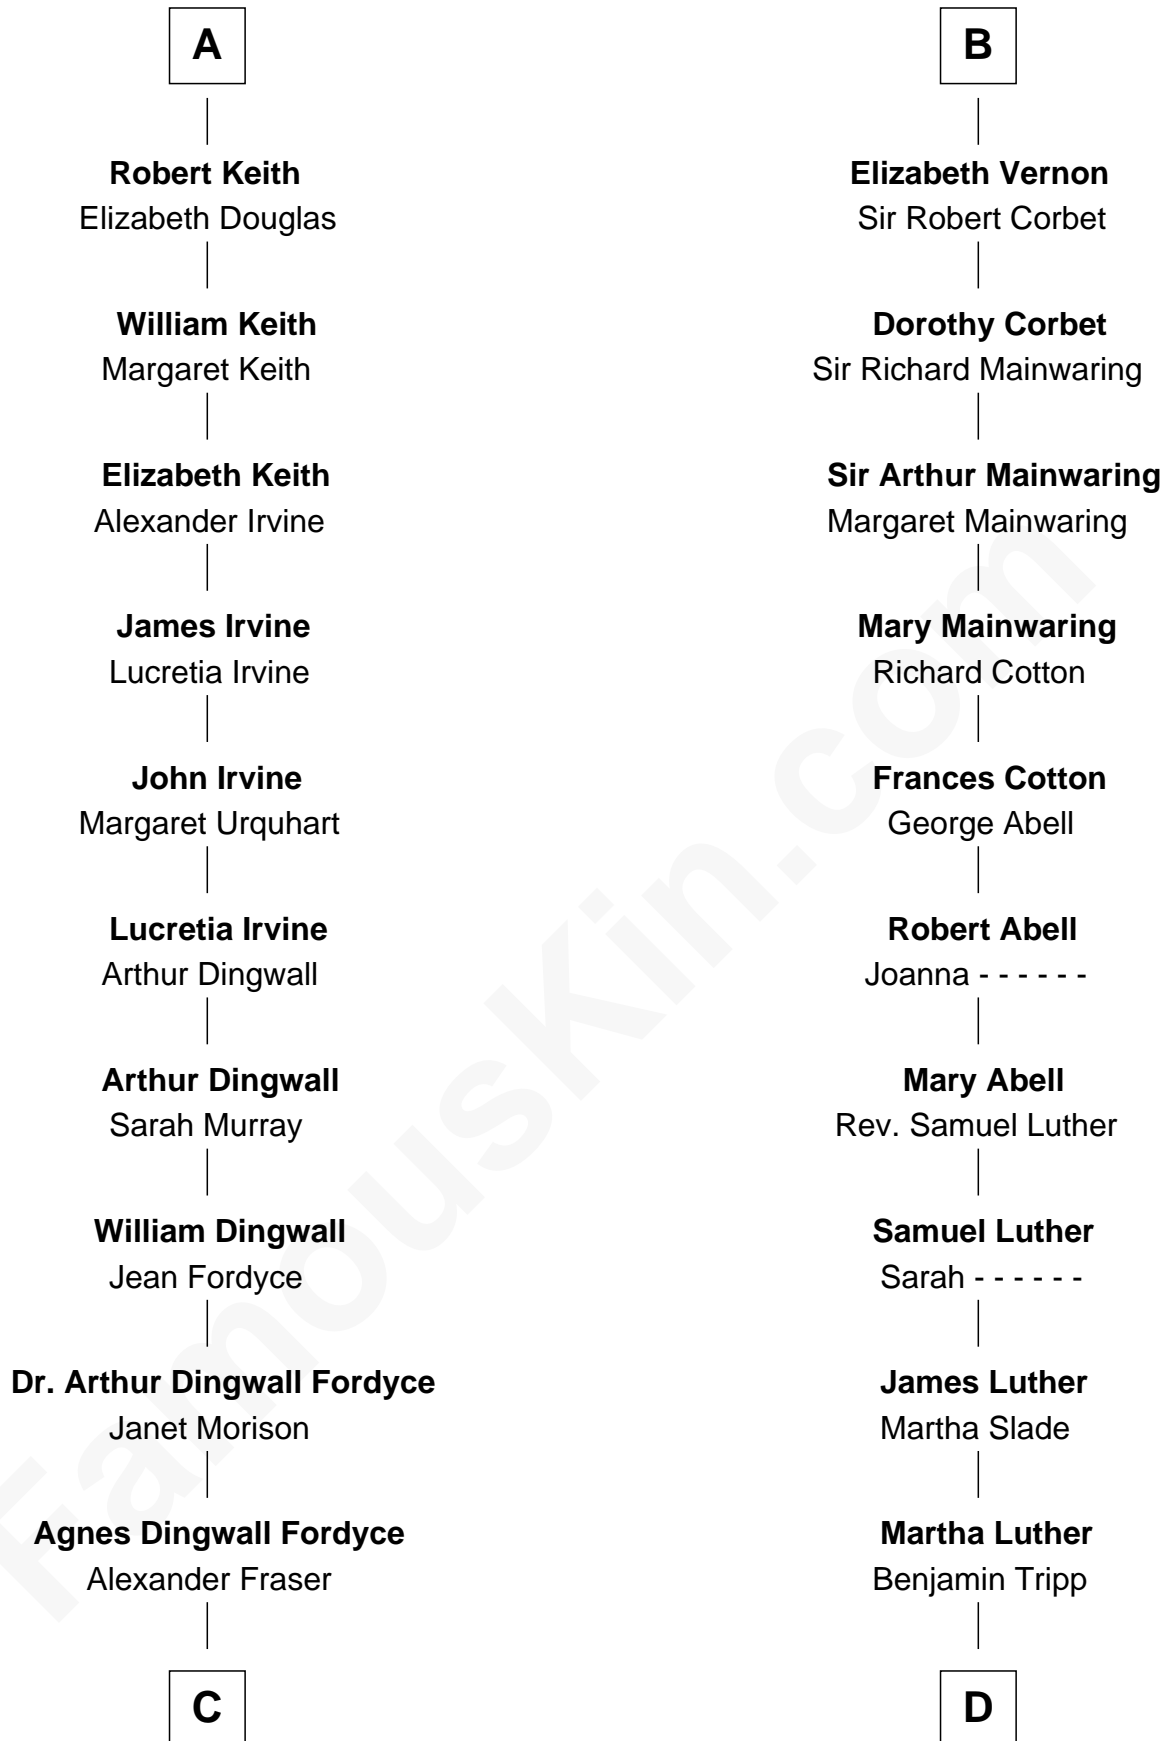 A
Robert Keith
Elizabeth Douglas
William Keith
Margaret Keith
Elizabeth Keith
Alexander Irvine
James Irvine
Lucretia Irvine
John Irvine
Margaret Urquhart
Lucretia Irvine
Arthur Dingwall
Arthur Dingwall
Sarah Murray
William Dingwall
Jean Fordyce
Dr. Arthur Dingwall Fordyce
Janet Morison
Agnes Dingwall Fordyce
Alexander Fraser
C
B
Elizabeth Vernon
Sir Robert Corbet
Dorothy Corbet
Sir Richard Mainwaring
Sir Arthur Mainwaring
Margaret Mainwaring
Mary Mainwaring
Richard Cotton
Frances Cotton
George Abell
Robert Abell
Joanna - - - - - -
Mary Abell
Rev. Samuel Luther
Samuel Luther
Sarah - - - - - -
James Luther
Martha Slade
Martha Luther
Benjamin Tripp
D
FamousKin.com